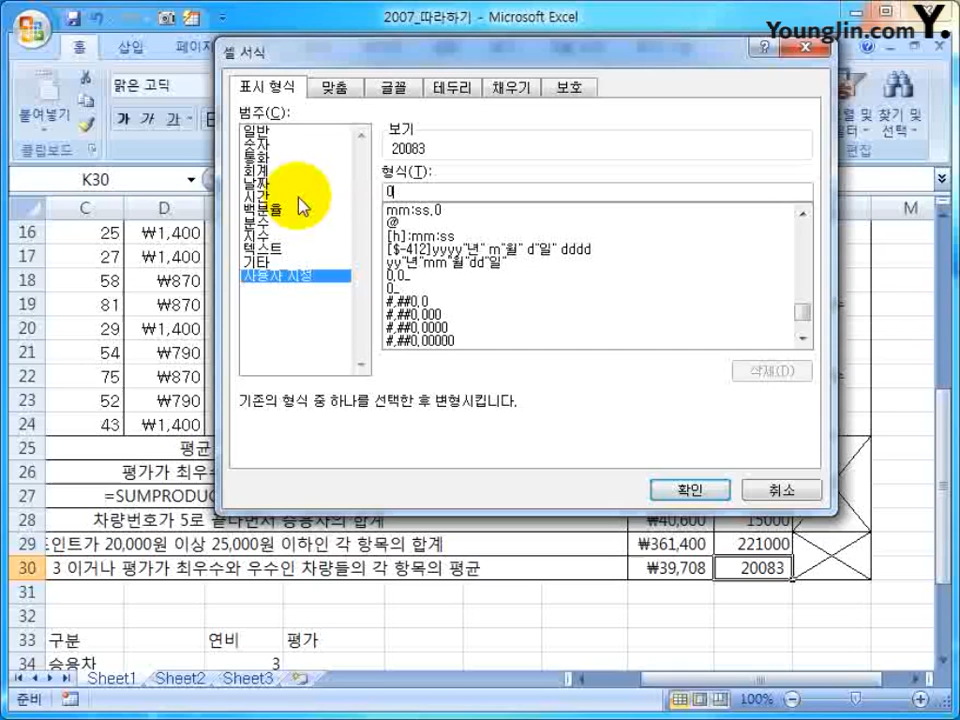 2007_따라하기 - Microsoft Excel
YoungJin.com Y.
홈 삽입
셀 서식
표시 형식 맞춤 글꼴 테두리 채우기 보호
맑은 고딕
붙여넣기
클립보드
찾기 및
선택
편집
범주(C):
일반
숫자
통화
회계
날짜
시간
백분율
분수
지수
텍스트
기타
사용자 지정
보기
20083
형식(T):
0
mm:ss.0
@
[h]:mm:ss
[$-412]yyyy"년" m"월" d"일" dddd
yy"년"mm"월"dd"일"
0.0_
0_
#,##0.0
#,##0.000
#,##0.0000
#,##0.00000
삭제(D)
기존의 형식 중 하나를 선택한 후 변형시킵니다.
확인 취소
K30
C D M
16 25 ₩1,400
17 27 ₩1,400
18 58 ₩870
19 81 ₩870
20 29 ₩1,400
21 54 ₩790
22 75 ₩870
23 52 ₩790
24 43 ₩1,400
25 평균
26 평가가 최우수
27 =SUMPRODUC
28 차량번호가 5로 끝나면서 승용차의 합계 ₩40,600 15000
29 포인트가 20,000원 이상 25,000원 이하인 각 항목의 합계 ₩361,400 221000
30 3 이거나 평가가 최우수와 우수인 차량들의 각 항목의 평균 ₩39,708 20083
31
32
33 구분 연비 평가
34 승용차 3
Sheet1 Sheet2 Sheet3
준비 100%